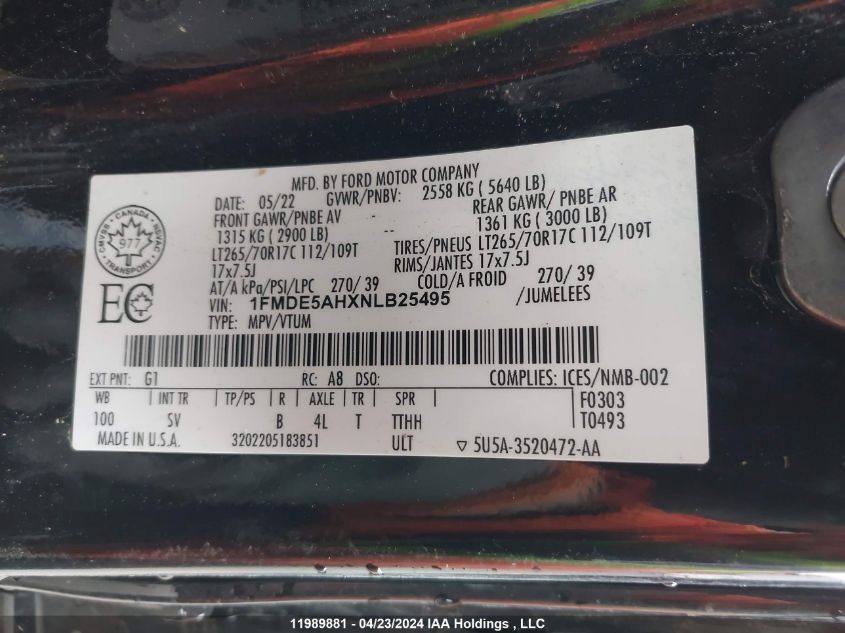 MFD. BY FORD MOTOR COMPANY
DATE: 05/22 GVWR/PNBV: 2558 KG ( 5640 LB)
FRONT GAWR/PNBE AV REAR GAWR/ PNBE AR
1315 KG ( 2900 LB) -- 1361 KG ( 3000 LB)
LT265/70R17C 112/109T TIRES/PNEUS LT265/70R17C 112/109T
17x7.5J RIMS/JANTES 17x7.5J
AT/A kPa/PSI/LPC 270/ 39 COLD/A FROID 270/ 39
VIN: 1FMDE5AHXNLB25495 /JUMELEES
TYPE: MPV/VTUM
CMVSS · CANADA · NSVAC
977
TRANSPORT
EC
EXT PNT: G1 RC: A8 DSO: COMPLIES: ICES/NMB-002
WB | INT TR | TP/PS | R | AXLE | TR | SPR F0303
100 SV B 4L T TTHH T0493
MADE IN U.S.A. 3202205183851 ULT ▽ 5U5A-3520472-AA
11989881 - 04/23/2024 IAA Holdings , LLC